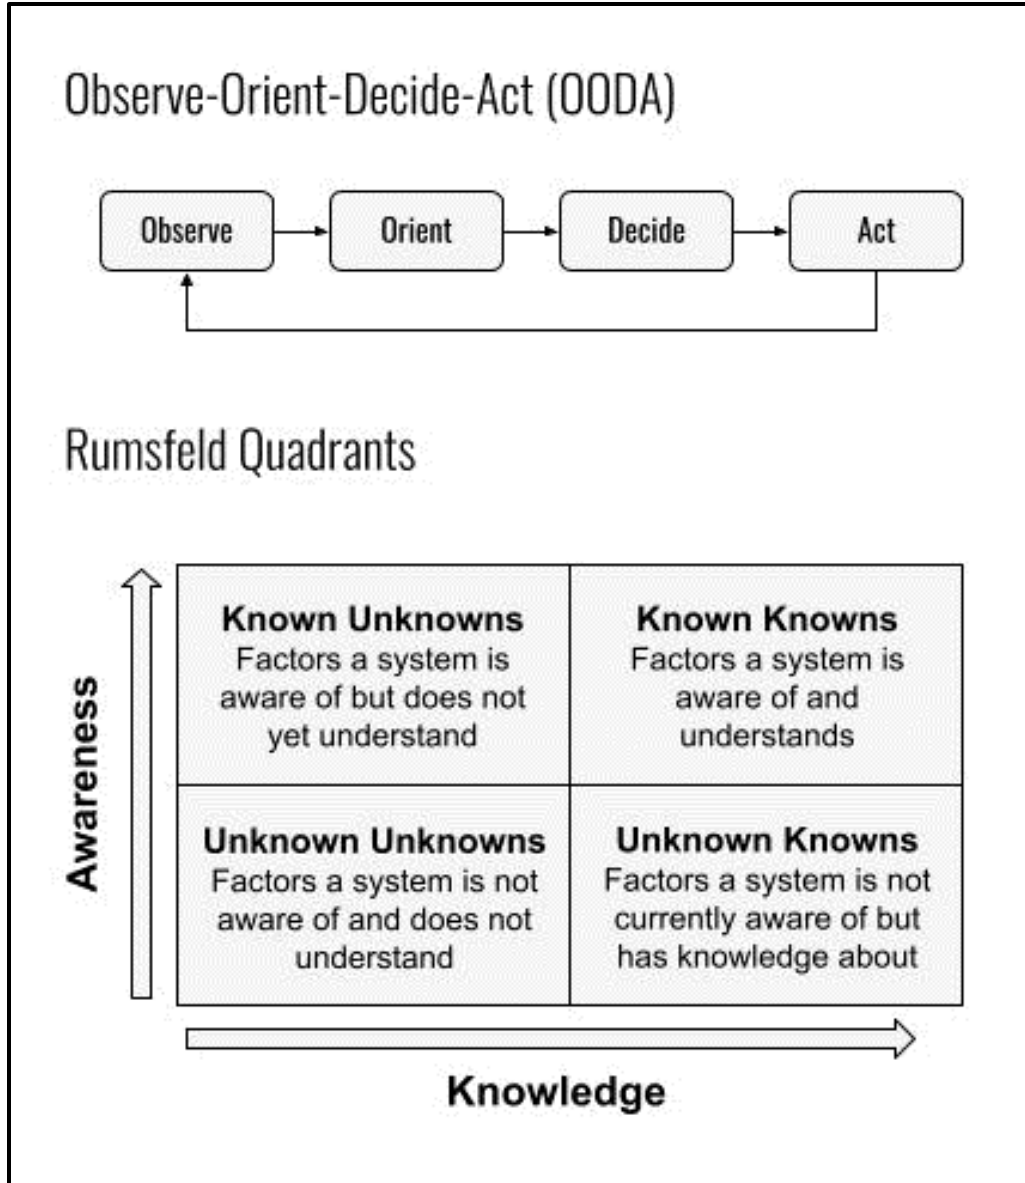 Observe-Orient-Decide-Act (OODA)
Observe
Orient
Decide
Act
Rumsfeld Quadrants
Awareness
Known Unknowns
Factors a system is
aware of but does not
yet understand
Known Knowns
Factors a system is
aware of and
understands
Unknown Unknowns
Factors a system is not
aware of and does not
understand
Unknown Knowns
Factors a system is not
currently aware of but
has knowledge about
Knowledge